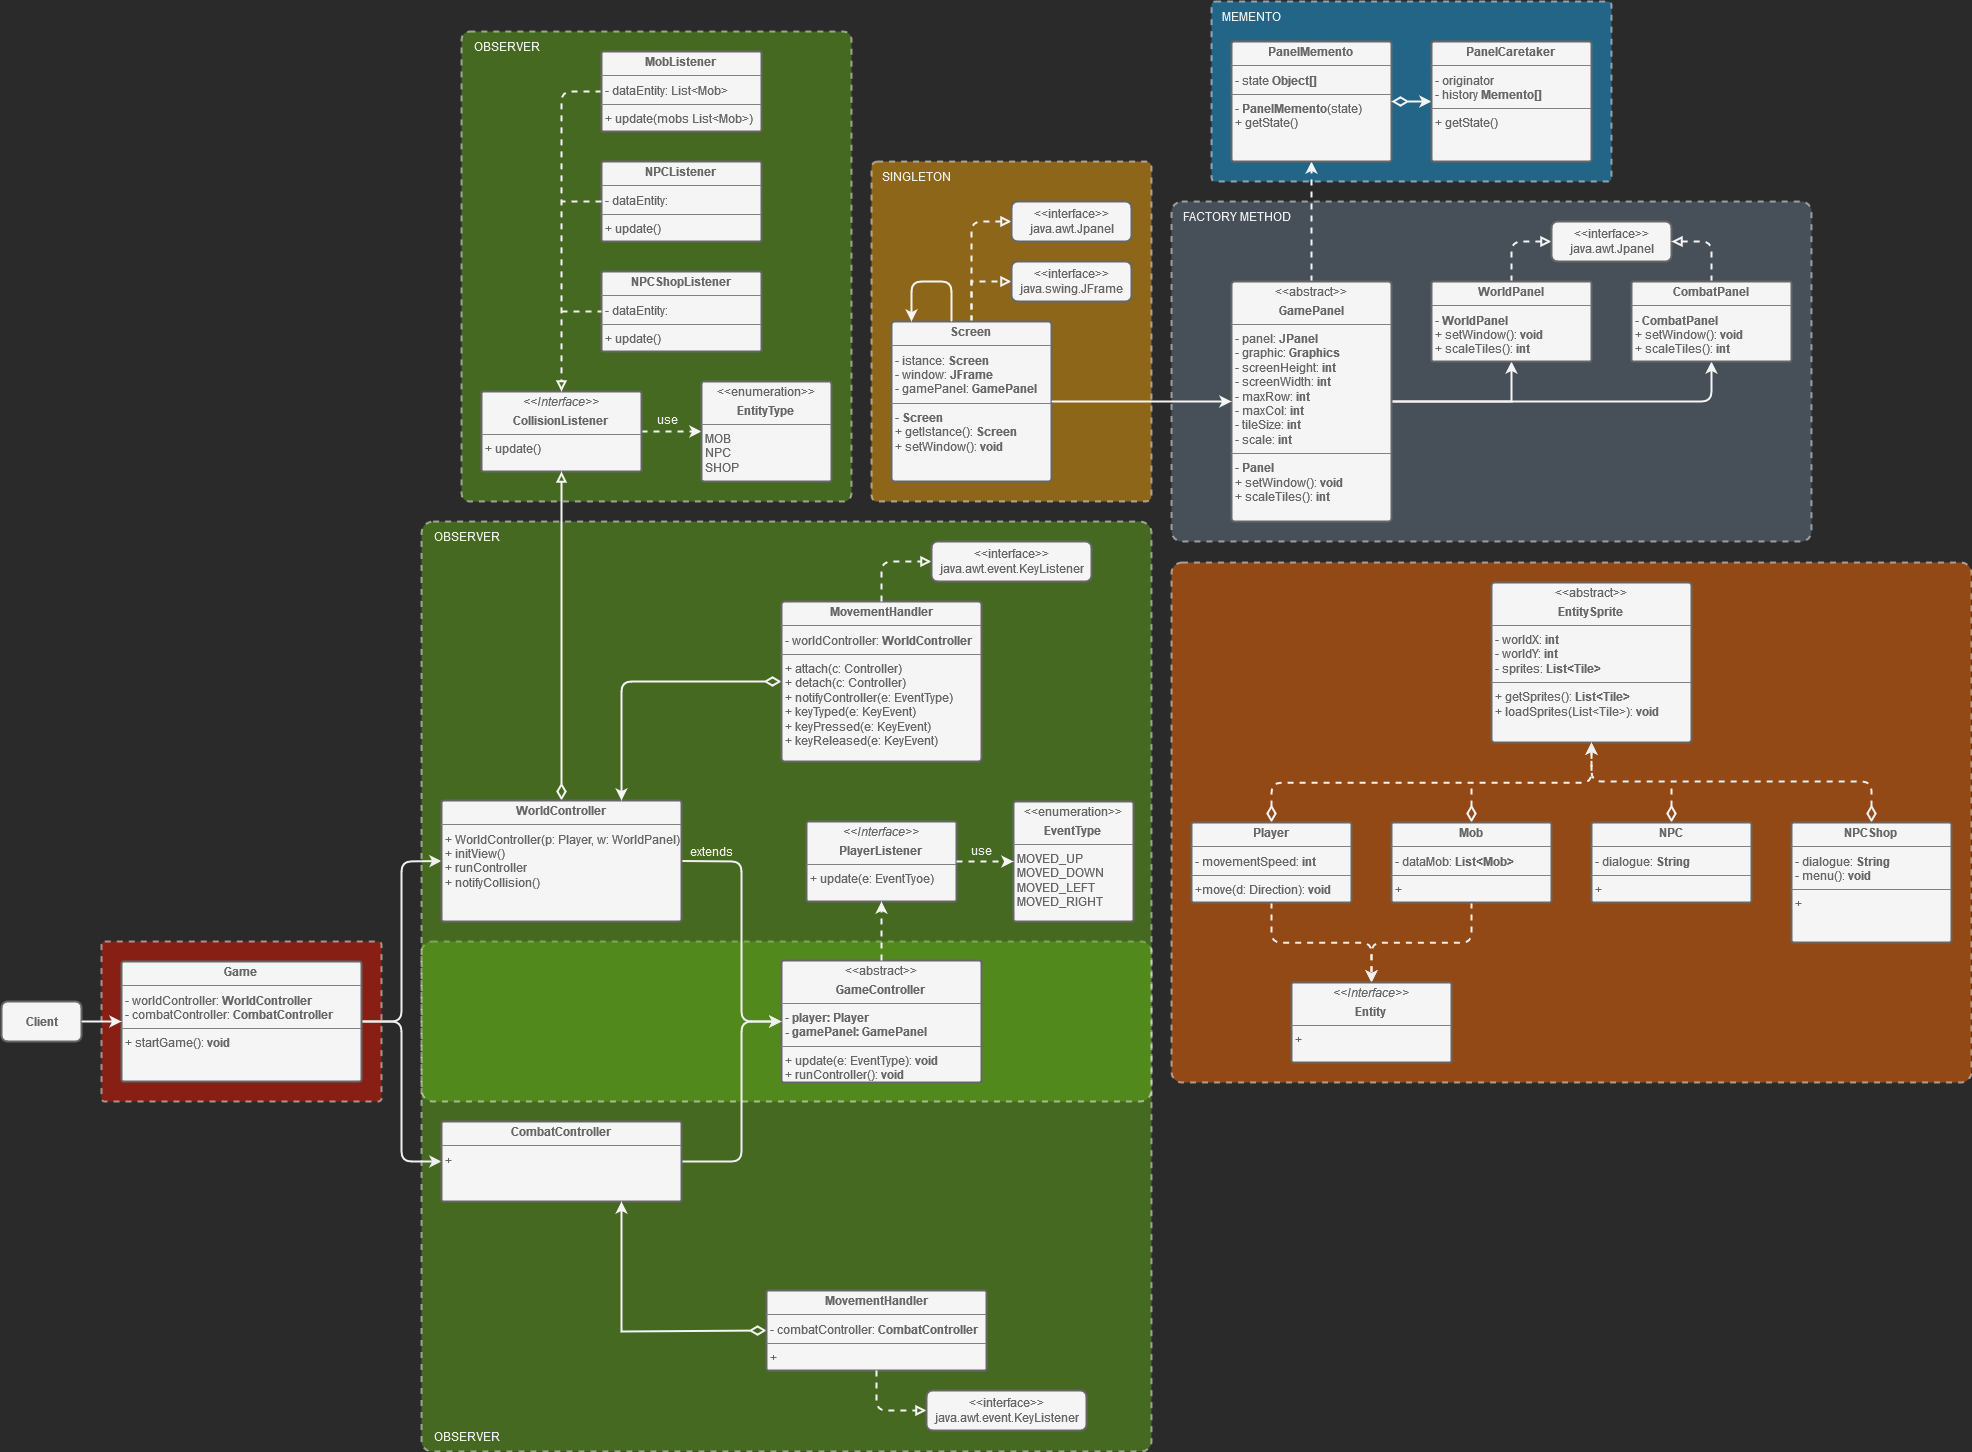 MEMENTO
PanelMemento
- state Object[]
- PanelMemento(state)
+ getState()
PanelCaretaker
- originator
- history Memento[]
+ getState()
OBSERVER
MobListener
- dataEntity: List<Mob>
+ update(mobs List<Mob>)
NPCListener
- dataEntity:
+ update()
NPCShopListener
- dataEntity:
+ update()
<<Interface>>
CollisionListener
+ update()
use
<<enumeration>>
EntityType
MOB
NPC
SHOP
SINGLETON
<<interface>>
java.awt.Jpanel
<<interface>>
java.swing.JFrame
Screen
- istance: Screen
- window: JFrame
- gamePanel: GamePanel
- Screen
+ getIstance(): Screen
+ setWindow(): void
FACTORY METHOD
<<interface>>
java.awt.Jpanel
<<abstract>>
GamePanel
- panel: JPanel
- graphic: Graphics
- screenHeight: int
- screenWidth: int
- maxRow: int
- maxCol: int
- tileSize: int
- scale: int
- Panel
+ setWindow(): void
+ scaleTiles(): int
WorldPanel
- WorldPanel
+ setWindow(): void
+ scaleTiles(): int
CombatPanel
- CombatPanel
+ setWindow(): void
+ scaleTiles(): int
OBSERVER
<<interface>>
java.awt.event.KeyListener
MovementHandler
- worldController: WorldController
+ attach(c: Controller)
+ detach(c: Controller)
+ notifyController(e: EventType)
+ keyTyped(e: KeyEvent)
+ keyPressed(e: KeyEvent)
+ keyReleased(e: KeyEvent)
WorldController
+ WorldController(p: Player, w: WorldPanel)
+ initView()
+ runController
+ notifyCollision()
extends
<<Interface>>
PlayerListener
+ update(e: EventTyoe)
use
<<enumeration>>
EventType
MOVED_UP
MOVED_DOWN
MOVED_LEFT
MOVED_RIGHT
<<abstract>>
EntitySprite
- worldX: int
- worldY: int
- sprites: List<Tile>
+ getSprites(): List<Tile>
+ loadSprites(List<Tile>): void
Player
- movementSpeed: int
+move(d: Direction): void
Mob
- dataMob: List<Mob>
+
NPC
- dialogue: String
+
NPCShop
- dialogue: String
- menu(): void
+
<<Interface>>
Entity
+
Client
Game
- worldController: WorldController
- combatController: CombatController
+ startGame(): void
<<abstract>>
GameController
- player: Player
- gamePanel: GamePanel
+ update(e: EventType): void
+ runController(): void
CombatController
+
MovementHandler
- combatController: CombatController
+
<<interface>>
java.awt.event.KeyListener
OBSERVER